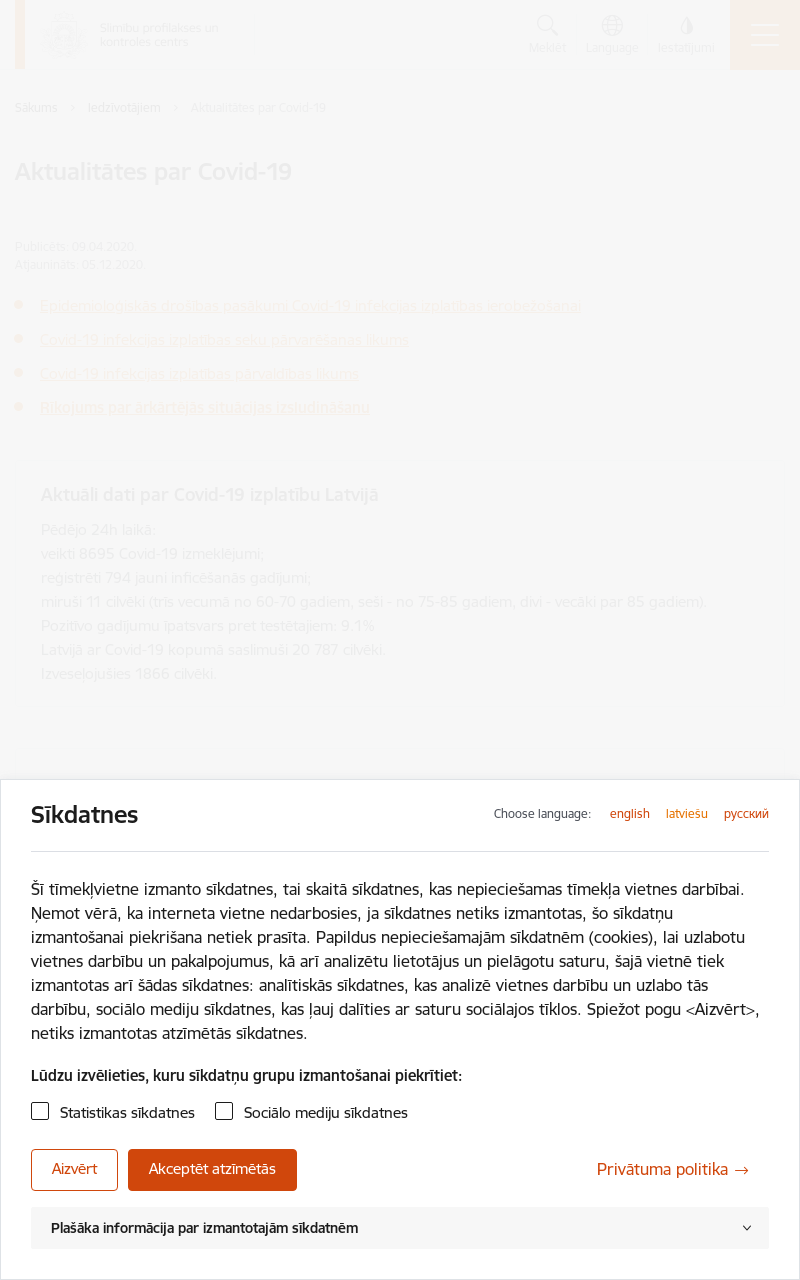 Slimību profilakses un
kontroles centrs
Meklēt Language Iestatījumi
Sākums > Iedzīvotājiem > Aktualitātes par Covid-19
Aktualitātes par Covid-19
Publicēts: 09.04.2020.
Atjaunināts: 05.12.2020.
Epidemioloģiskās drošības pasākumi Covid-19 infekcijas izplatības ierobežošanai
Covid-19 infekcijas izplatības seku pārvarēšanas likums
Covid-19 infekcijas izplatības pārvaldības likums
Rīkojums par ārkārtējās situācijas izsludināšanu
Aktuāli dati par Covid-19 izplatību Latvijā
Pēdējo 24h laikā:
veikti 8695 Covid-19 izmeklējumi;
reģistrēti 794 jauni inficēšanās gadījumi;
miruši 11 cilvēki (trīs vecumā no 60-70 gadiem, seši - no 75-85 gadiem, divi - vecāki par 85 gadiem).
Pozitīvo gadījumu īpatsvars pret testētajiem: 9.1%
Latvijā ar Covid-19 kopumā saslimuši 20 787 cilvēki.
Izveseļojušies 1866 cilvēki.
Sīkdatnes
Choose language: english latviešu русский
Šī tīmekļvietne izmanto sīkdatnes, tai skaitā sīkdatnes, kas nepieciešamas tīmekļa vietnes darbībai.
Ņemot vērā, ka interneta vietne nedarbosies, ja sīkdatnes netiks izmantotas, šo sīkdatņu
izmantošanai piekrišana netiek prasīta. Papildus nepieciešamajām sīkdatnēm (cookies), lai uzlabotu
vietnes darbību un pakalpojumus, kā arī analizētu lietotājus un pielāgotu saturu, šajā vietnē tiek
izmantotas arī šādas sīkdatnes: analītiskās sīkdatnes, kas analizē vietnes darbību un uzlabo tās
darbību, sociālo mediju sīkdatnes, kas ļauj dalīties ar saturu sociālajos tīklos. Spiežot pogu <Aizvērt>,
netiks izmantotas atzīmētās sīkdatnes.
Lūdzu izvēlieties, kuru sīkdatņu grupu izmantošanai piekrītiet:
Statistikas sīkdatnes Sociālo mediju sīkdatnes
Aizvērt Akceptēt atzīmētās Privātuma politika →
Plašāka informācija par izmantotajām sīkdatnēm